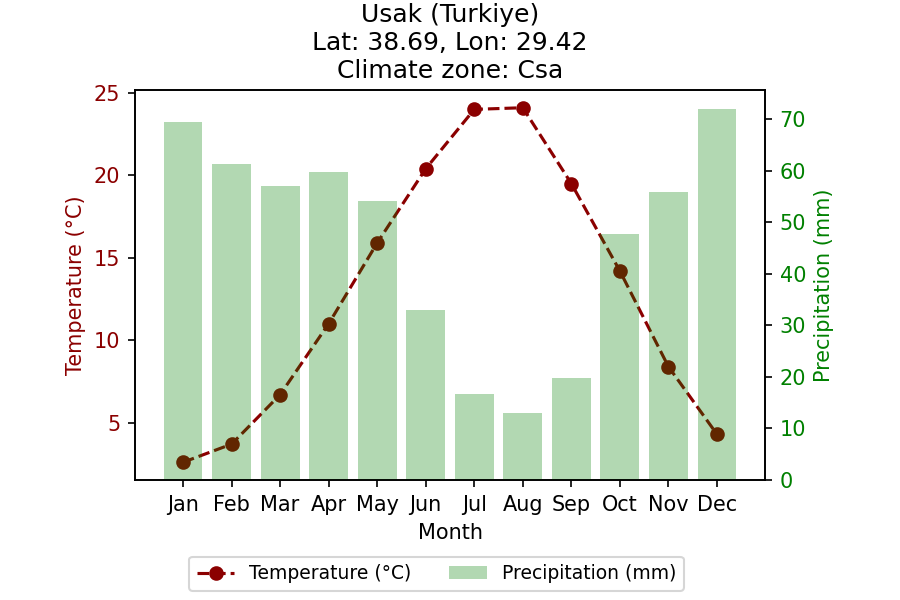 Usak (Turkiye)
Lat: 38.69, Lon: 29.42
Climate zone: Csa
Temperature (°C)
25
20
15
10
5
Precipitation (mm)
70
60
50
40
30
20
10
0
Jan Feb Mar Apr May Jun Jul Aug Sep Oct Nov Dec
Month
Temperature (°C) Precipitation (mm)